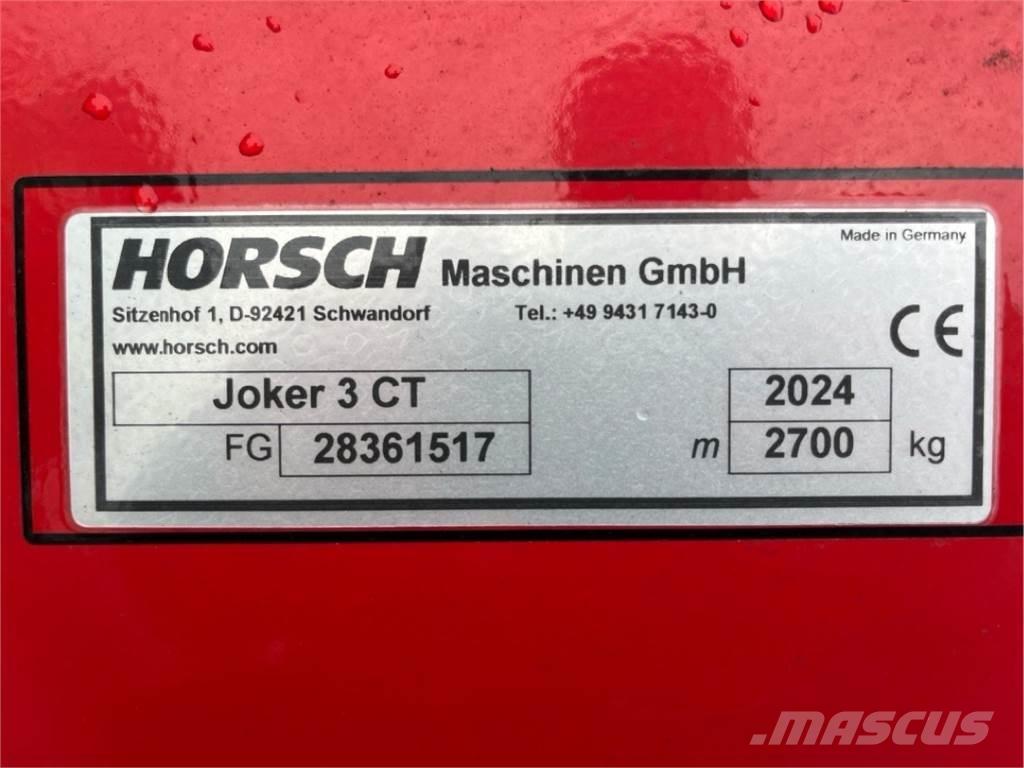 HORSCH Maschinen GmbH
Made in Germany
Sitzenhof 1, D-92421 Schwandorf Tel.: +49 9431 7143-0
www.horsch.com
CE
Joker 3 CT 2024
FG 28361517 m 2700 kg
MASCUS